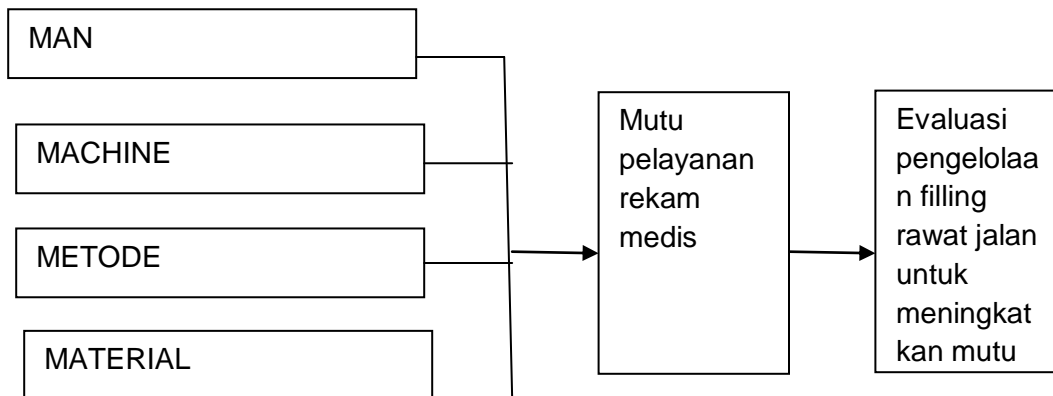 MAN
MACHINE
METODE
MATERIAL
Mutu
pelayanan
rekam
medis
Evaluasi
pengelolaa
n filling
rawat jalan
untuk
meningkat
kan mutu